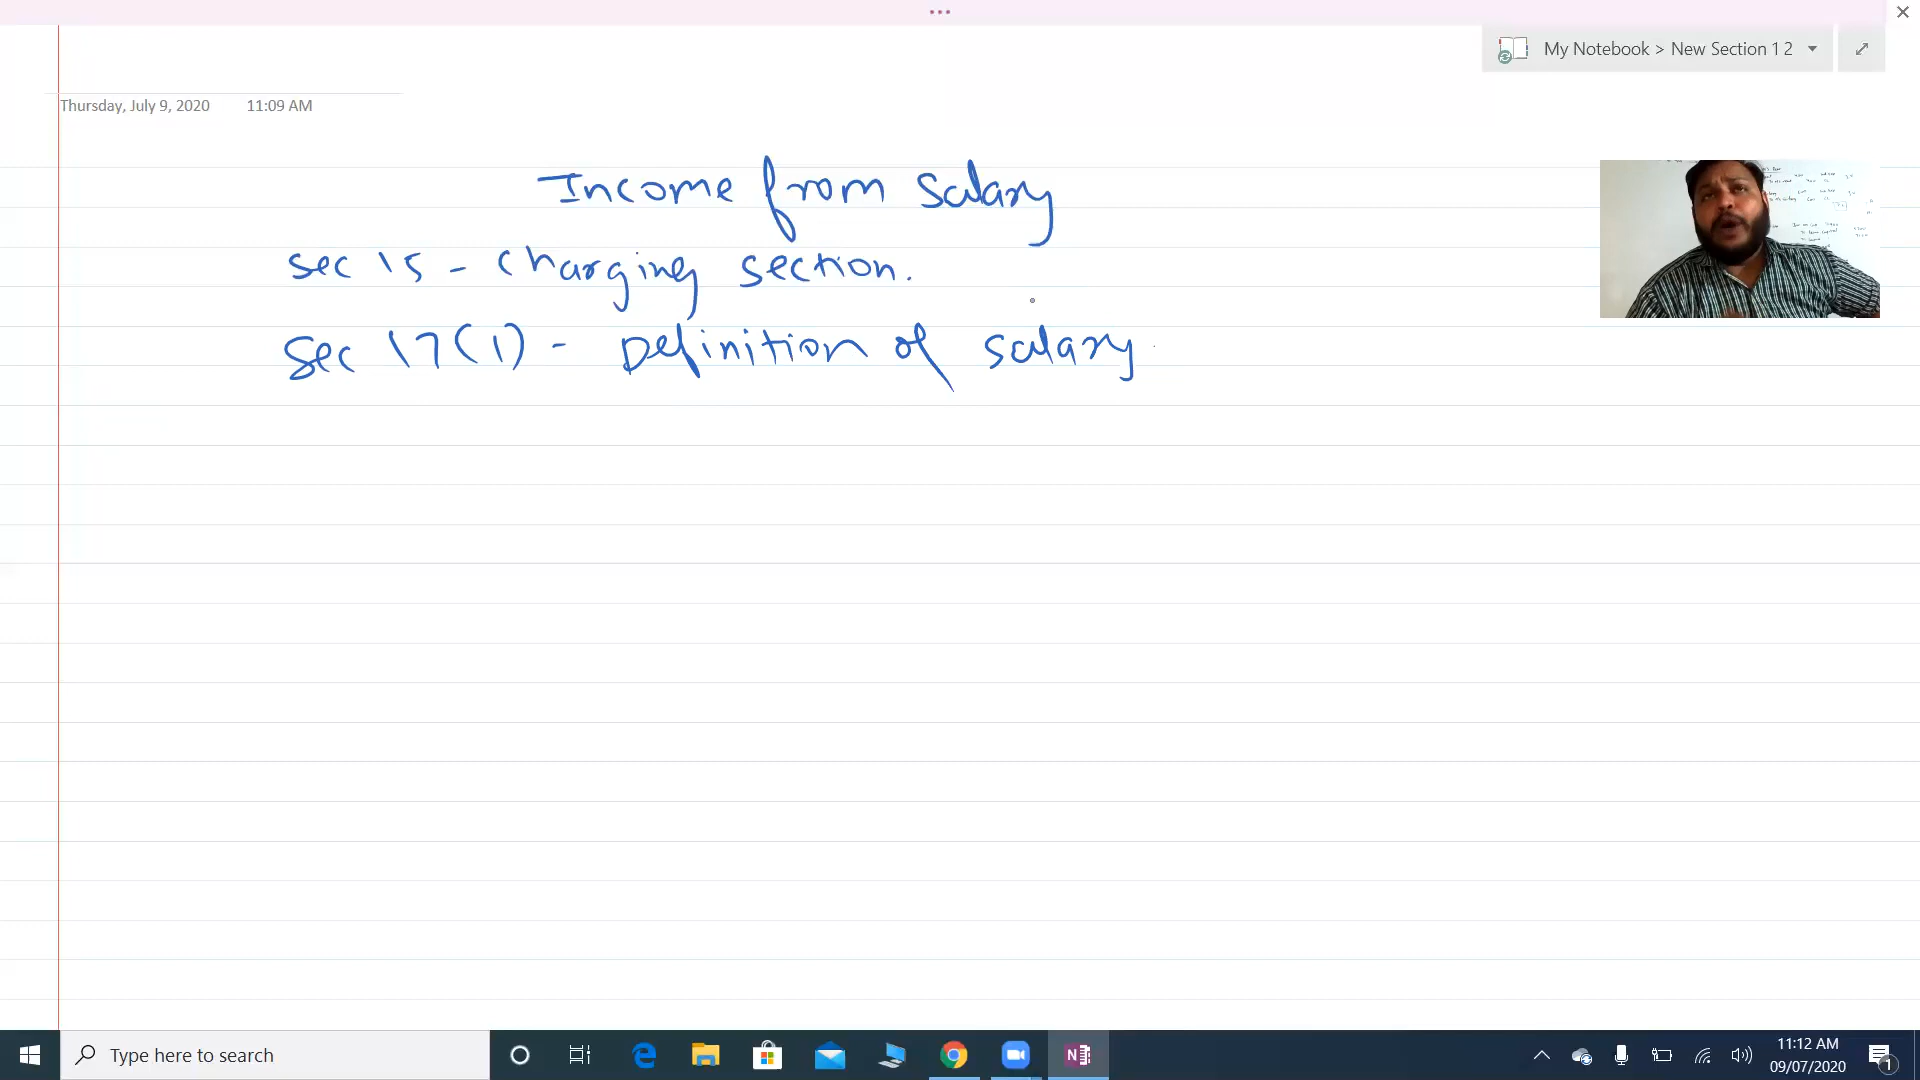 My Notebook > New Section 1 2
Thursday, July 9, 2020 11:09 AM
Income from Salary
Sec 15 - Charging section.
Sec 17(1) - Definition of salary
Type here to search
11:12 AM
09/07/2020
1